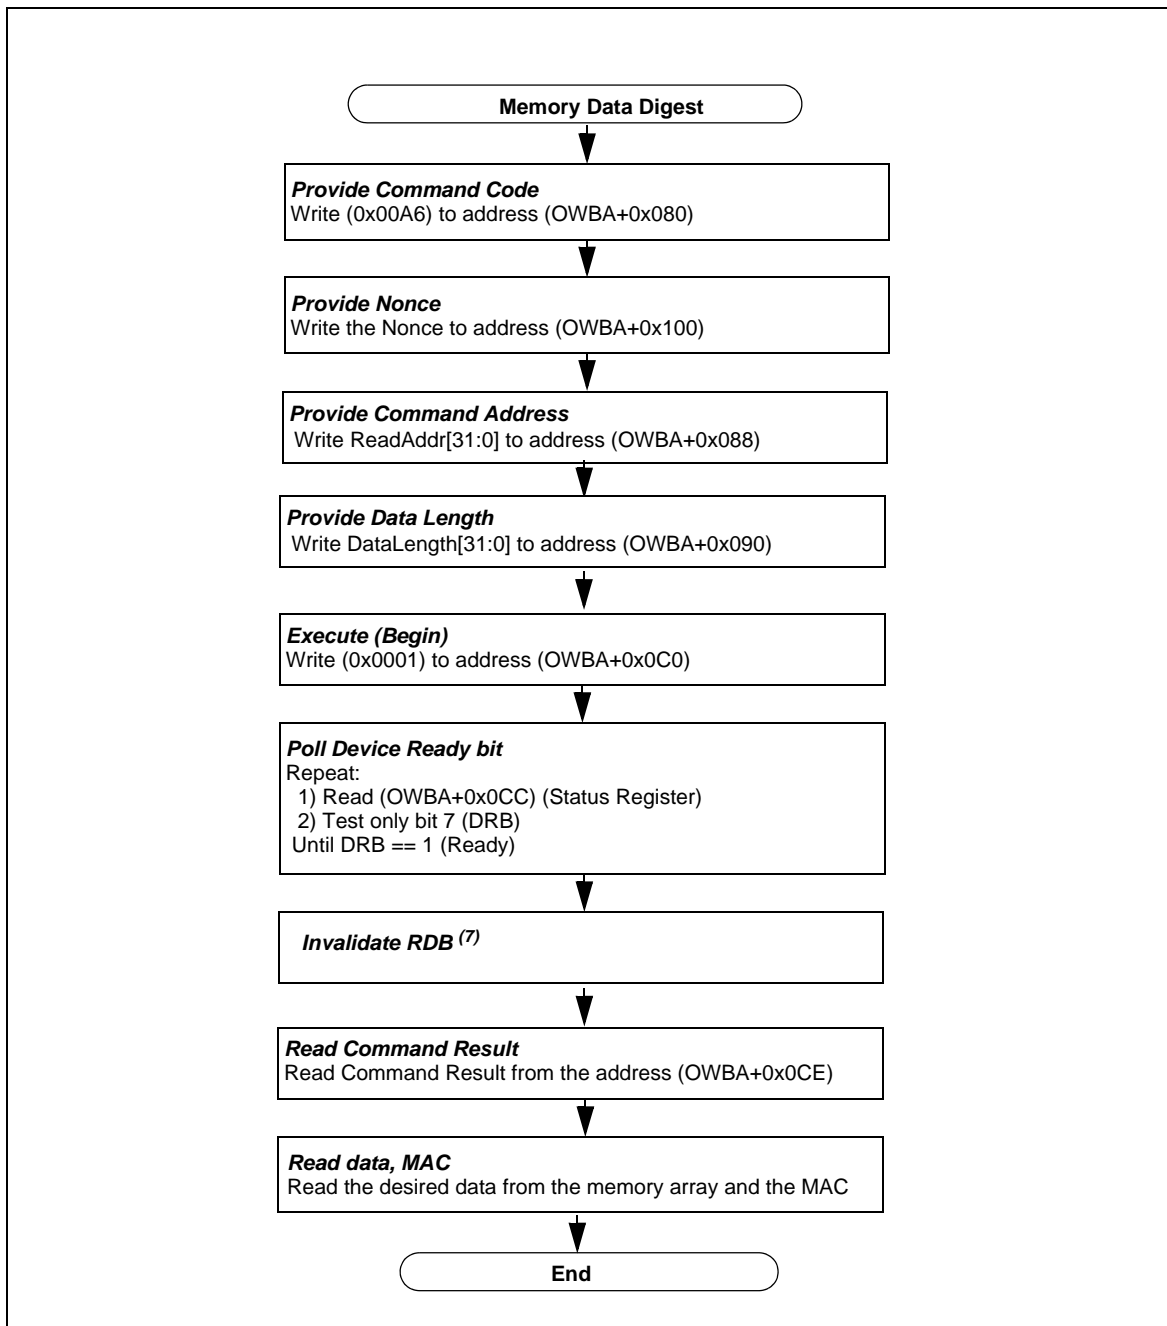 Memory Data Digest
Provide Command Code
Write (0x00A6) to address (OWBA+0x080)
Provide Nonce
Write the Nonce to address (OWBA+0x100)
Provide Command Address
Write ReadAddr[31:0] to address (OWBA+0x088)
Provide Data Length
Write DataLength[31:0] to address (OWBA+0x090)
Execute (Begin)
Write (0x0001) to address (OWBA+0x0C0)
Poll Device Ready bit
Repeat:
1) Read (OWBA+0x0CC) (Status Register)
2) Test only bit 7 (DRB)
Until DRB == 1 (Ready)
Invalidate RDB (7)
Read Command Result
Read Command Result from the address (OWBA+0x0CE)
Read data, MAC
Read the desired data from the memory array and the MAC
End